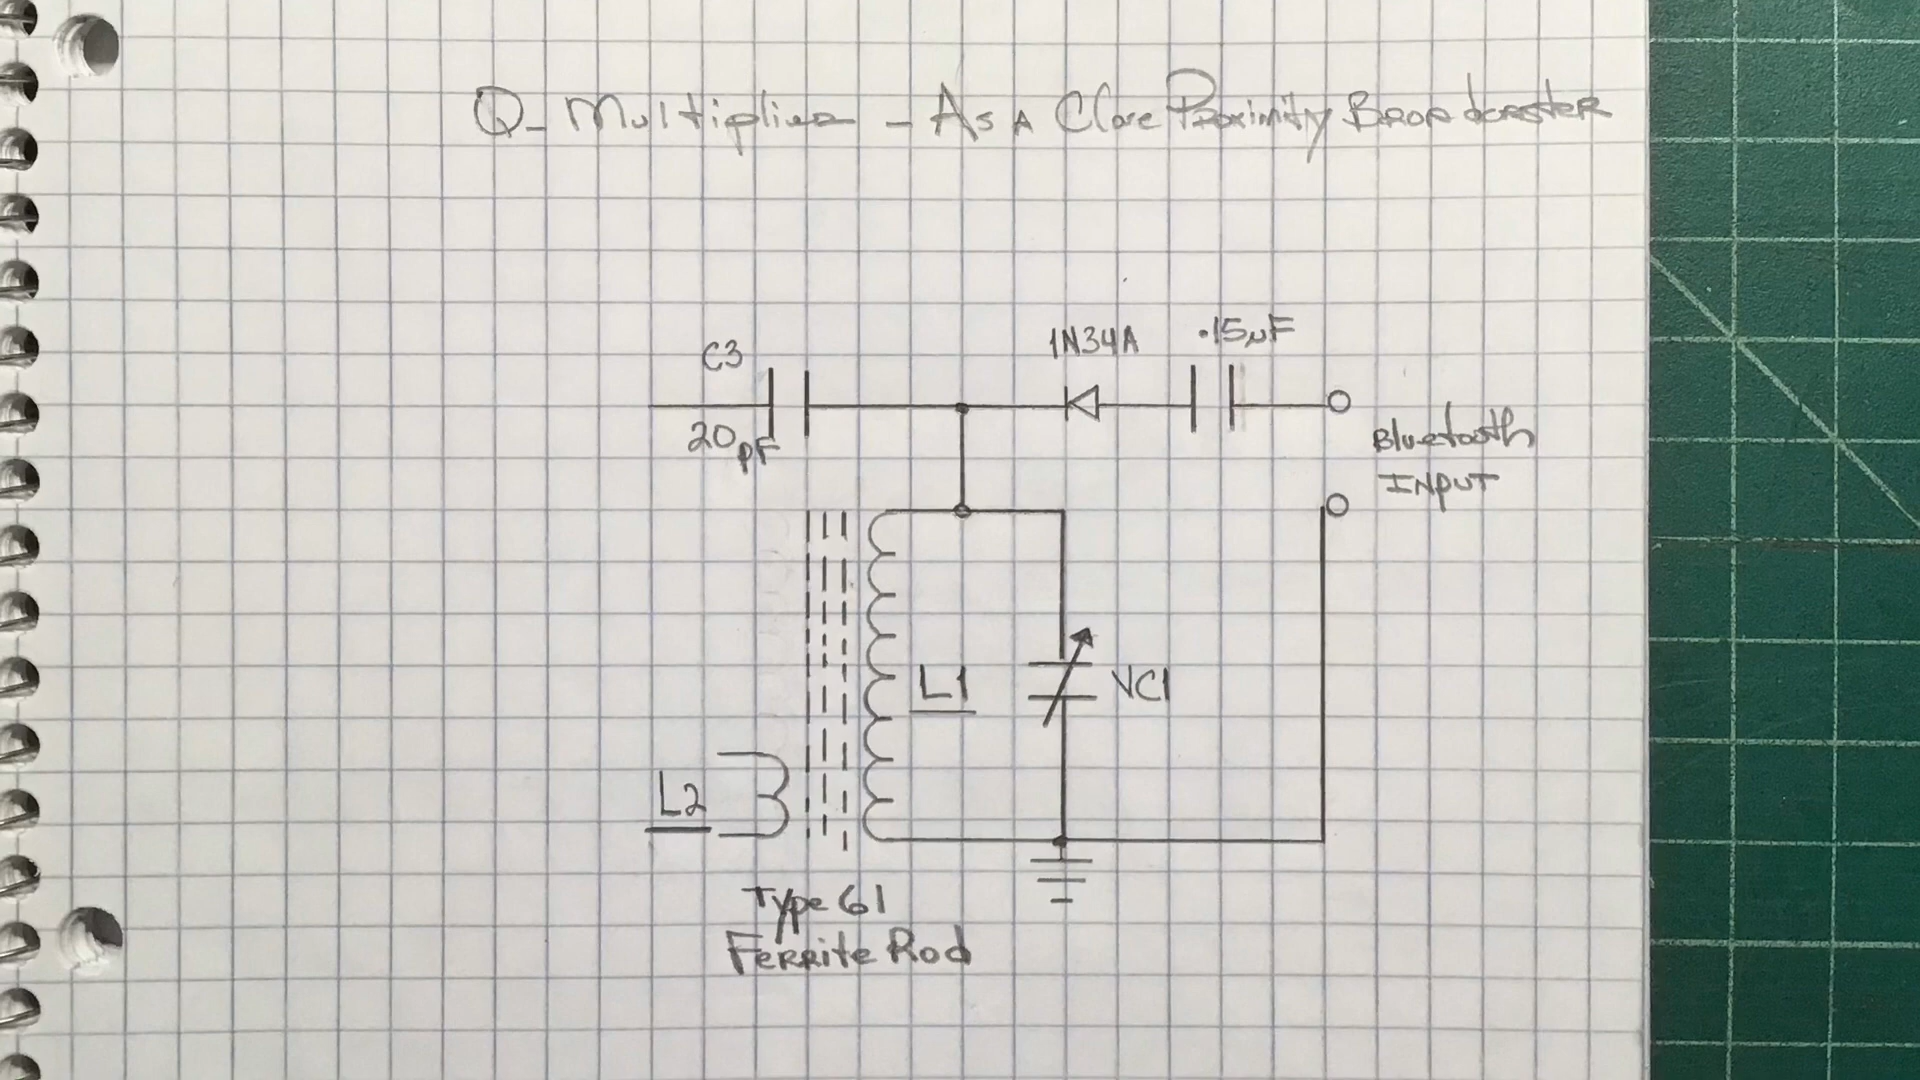 Q- Multiplier - As A Close Proximity Broadcaster
1N34A
.15µF
C3
20pF
Bluetooth
INPUT
L1
VC1
L2
Type 61
Ferrite Rod